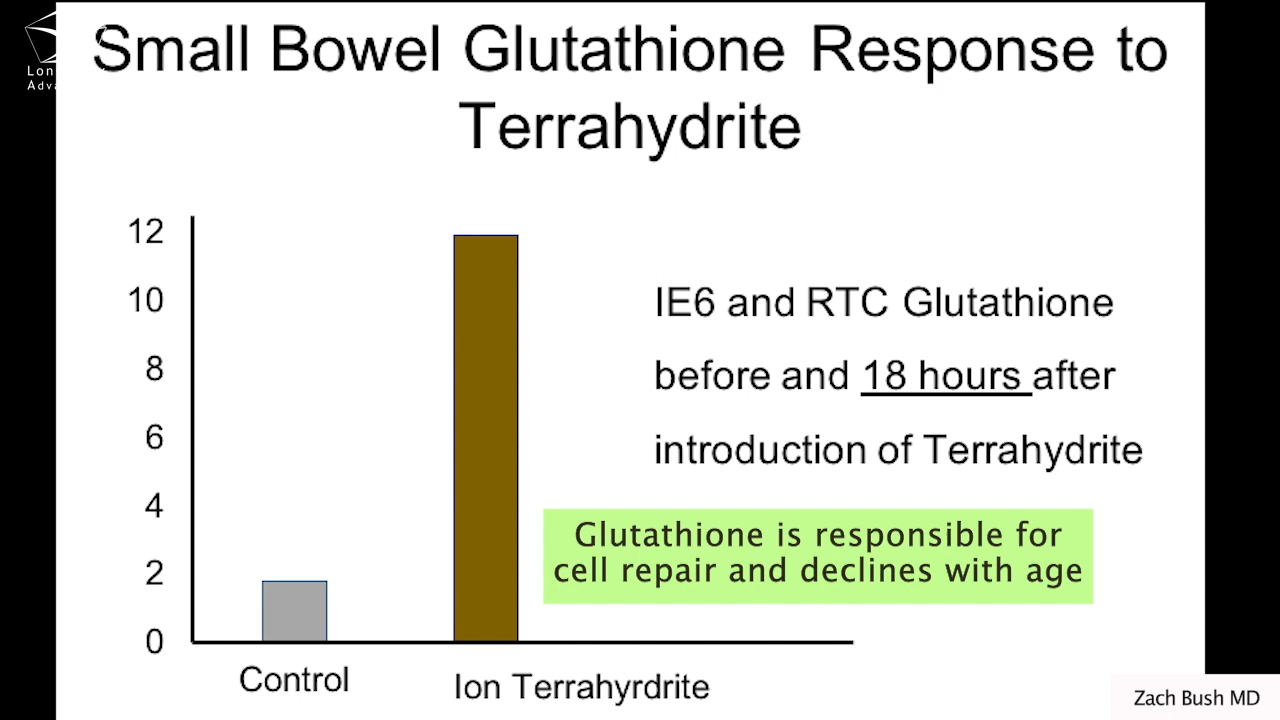 Small Bowel Glutathione Response to
Terrahydrite
Lon
Adva
12
10
8
6
4
2
0
IE6 and RTC Glutathione
before and 18 hours after
introduction of Terrahydrite
Glutathione is responsible for
cell repair and declines with age
Control
Ion Terrahyrdrite
Zach Bush MD